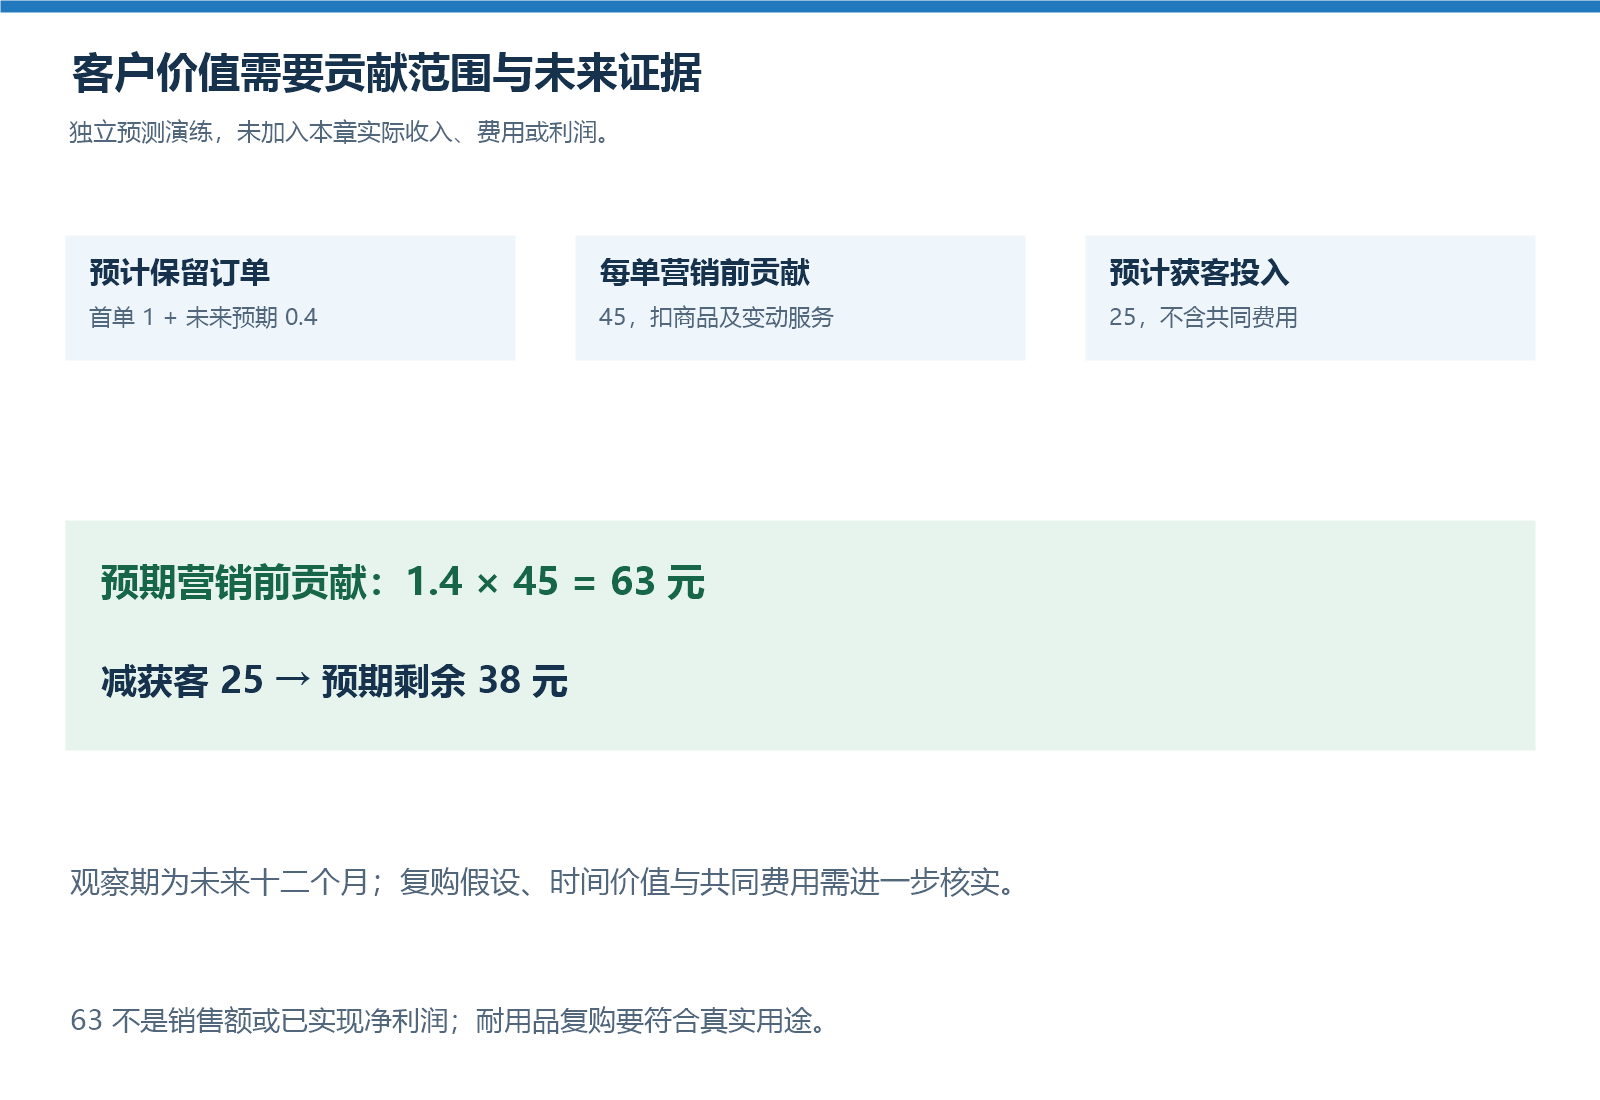 客户价值需要贡献范围与未来证据
独立预测演练，未加入本章实际收入、费用或利润。
预计保留订单
首单 1 + 未来预期 0.4
每单营销前贡献
45，扣商品及变动服务
预计获客投入
25，不含共同费用
预期营销前贡献：1.4 × 45 = 63 元
减获客 25 → 预期剩余 38 元
观察期为未来十二个月；复购假设、时间价值与共同费用需进一步核实。
63 不是销售额或已实现净利润；耐用品复购要符合真实用途。